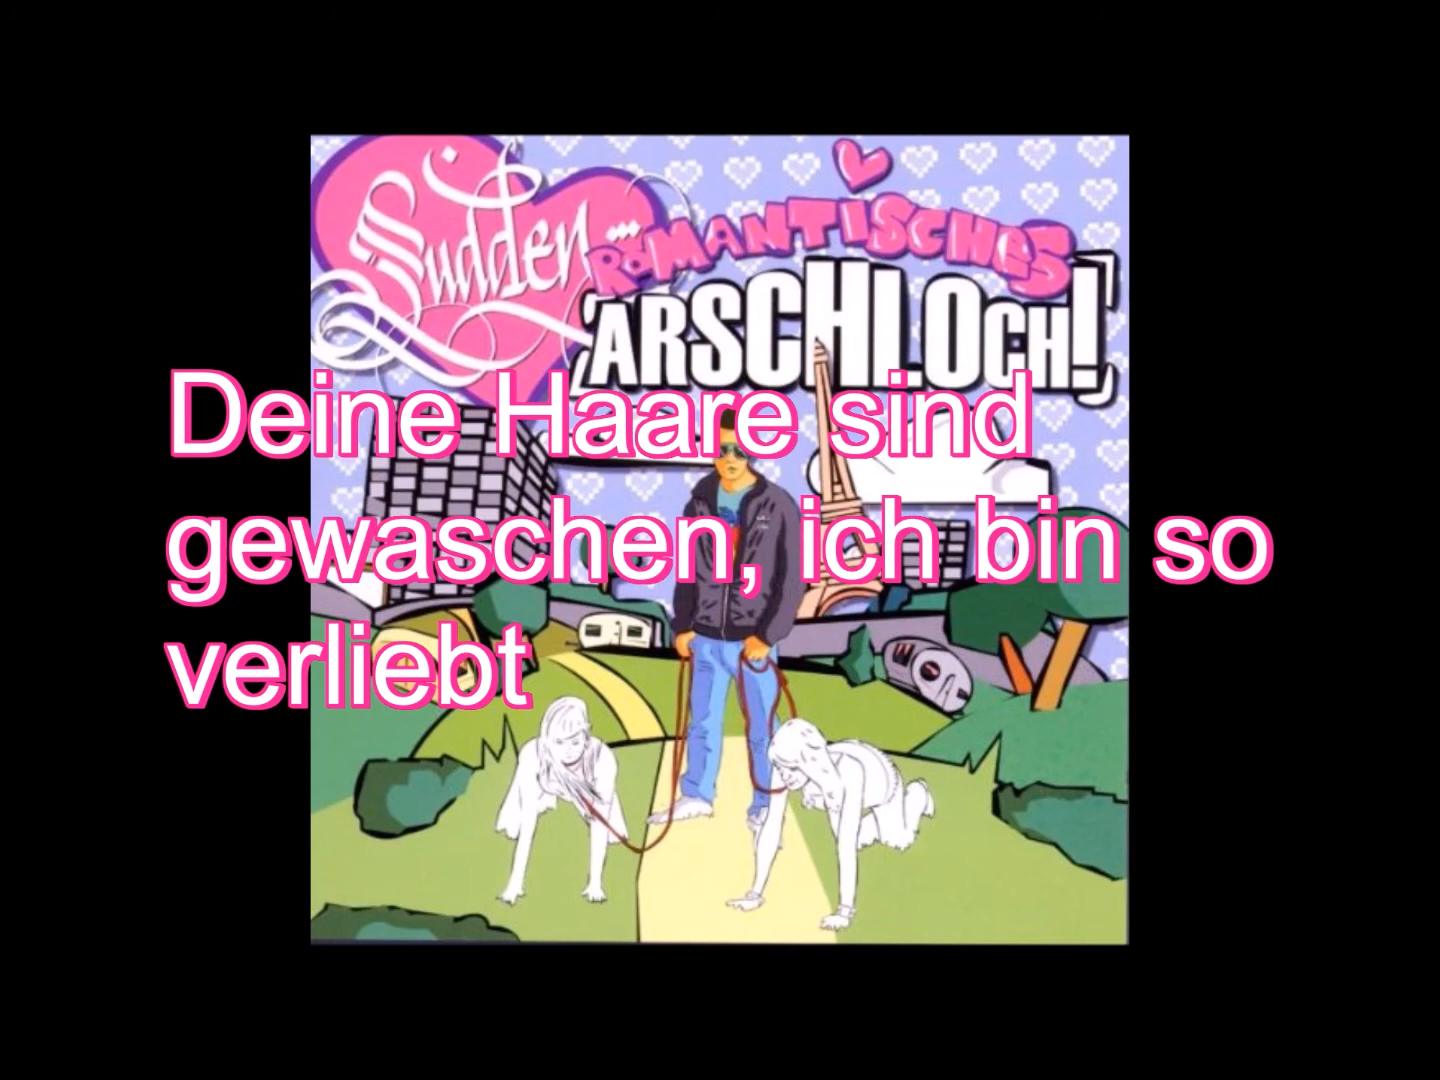 Sudden
ROMANTISCHES
ARSCHLOCH!
Deine Haare sind
gewaschen, ich bin so
verliebt